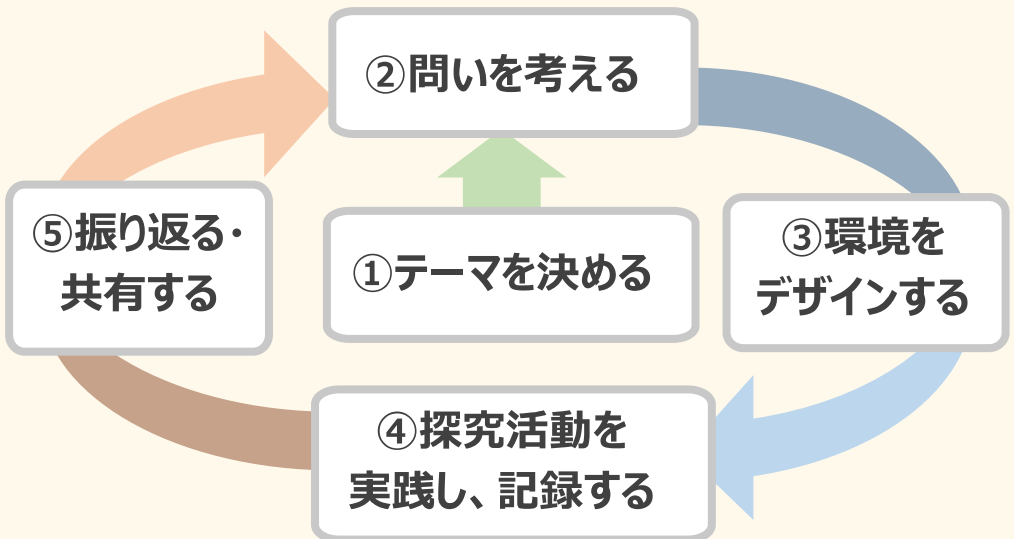 ②問いを考える
⑤振り返る・
共有する
①テーマを決める
③環境を
デザインする
④探究活動を
実践し、記録する